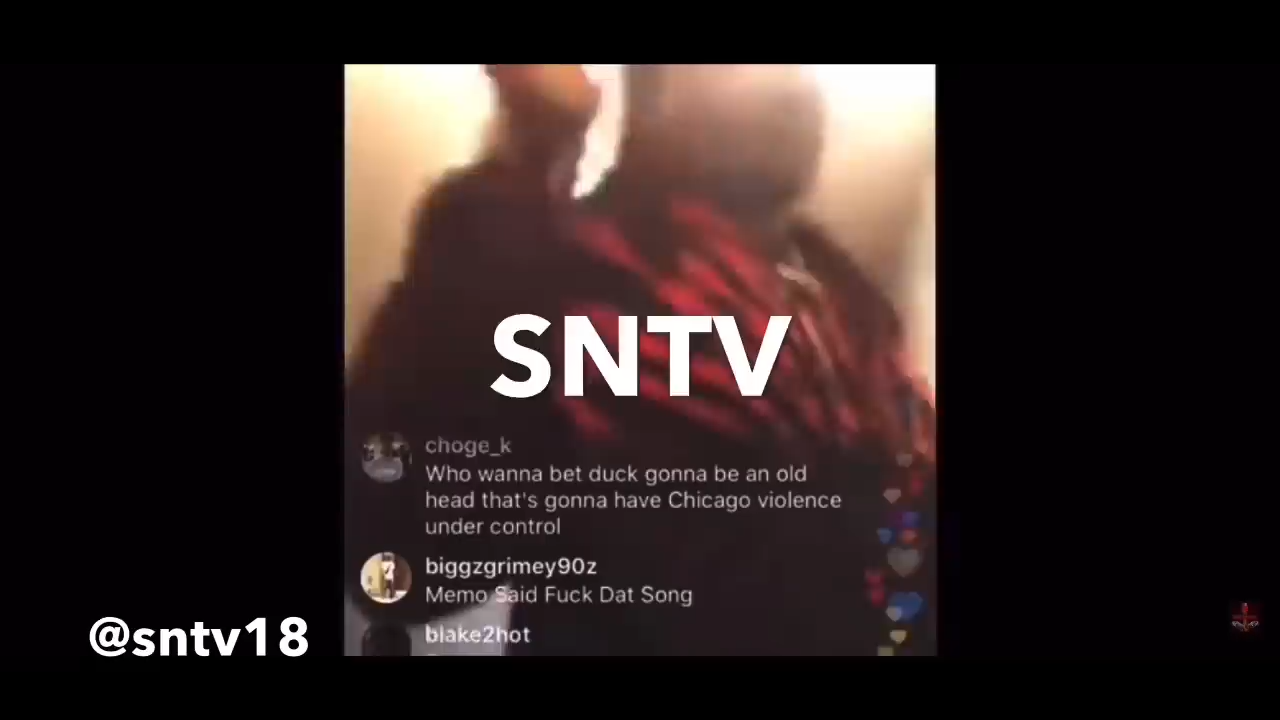 SNTV
choge_k
Who wanna bet duck gonna be an old
head that's gonna have Chicago violence
under control
biggzgrimey90z
Memo Said Fuck Dat Song
blake2hot
@sntv18